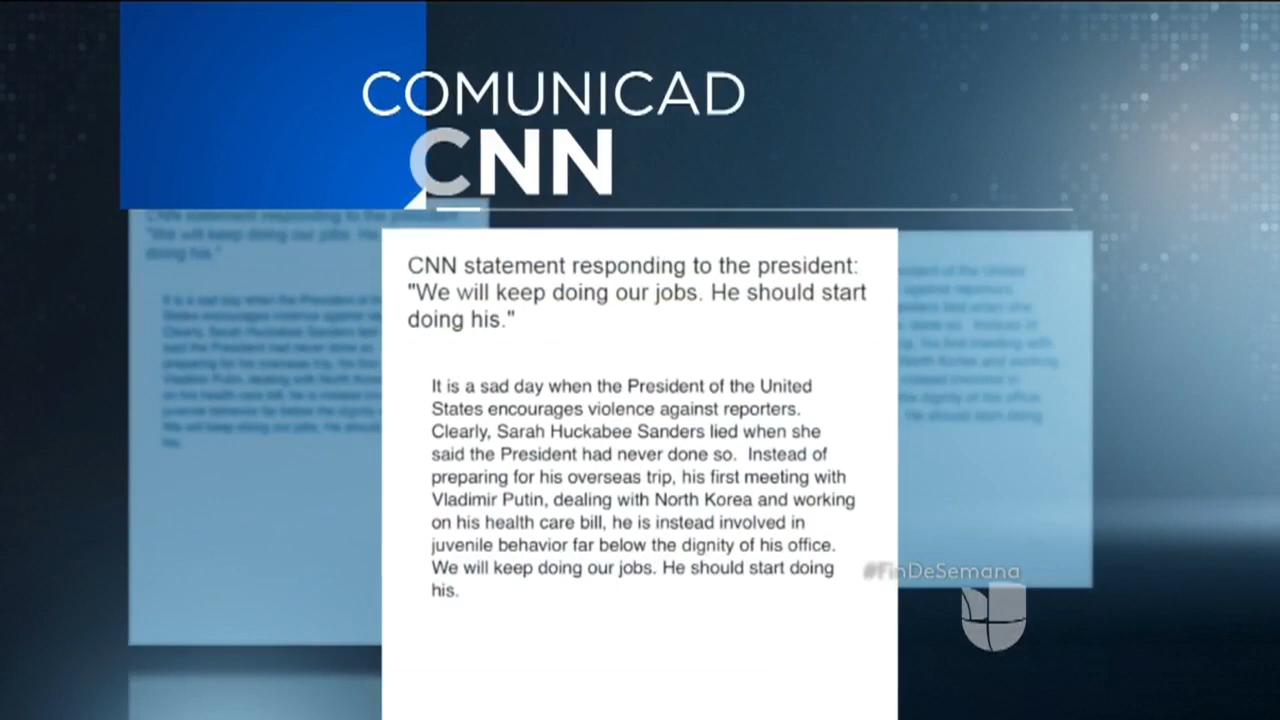 COMUNICAD
CNN
CNN statement responding to the president:
"We will keep doing our jobs. He should start
doing his."
It is a sad day when the President of the United
States encourages violence against reporters.
Clearly, Sarah Huckabee Sanders lied when she
said the President had never done so. Instead of
preparing for his overseas trip, his first meeting with
Vladimir Putin, dealing with North Korea and working
on his health care bill, he is instead involved in
juvenile behavior far below the dignity of his office.
We will keep doing our jobs. He should start doing
his.
#FinDeSemana